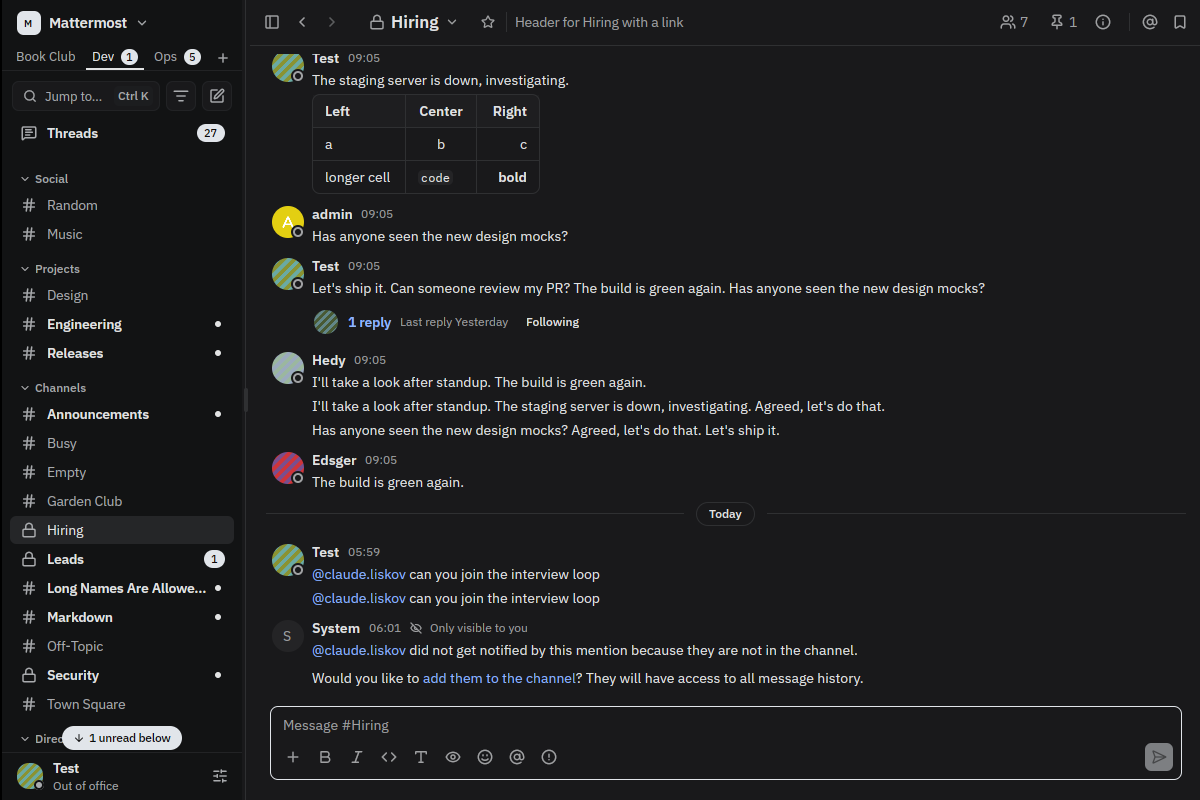 M Mattermost
Book Club Dev 1 Ops 5
Jump to... Ctrl K
Threads 27
Social
Random
Music
Projects
Design
Engineering
Releases
Channels
Announcements
Busy
Empty
Garden Club
Hiring
Leads 1
Long Names Are Allowe...
Markdown
Off-Topic
Security
Town Square
Direc
1 unread below
Test
Out of office
Hiring Header for Hiring with a link 7 1
Test 09:05
The staging server is down, investigating.
Left Center Right
a b c
longer cell code bold
A admin 09:05
Has anyone seen the new design mocks?
Test 09:05
Let's ship it. Can someone review my PR? The build is green again. Has anyone seen the new design mocks?
1 reply Last reply Yesterday Following
Hedy 09:05
I'll take a look after standup. The build is green again.
I'll take a look after standup. The staging server is down, investigating. Agreed, let's do that.
Has anyone seen the new design mocks? Agreed, let's do that. Let's ship it.
Edsger 09:05
The build is green again.
Today
Test 05:59
@claude.liskov can you join the interview loop
@claude.liskov can you join the interview loop
S System 06:01 Only visible to you
@claude.liskov did not get notified by this mention because they are not in the channel.
Would you like to add them to the channel? They will have access to all message history.
Message #Hiring